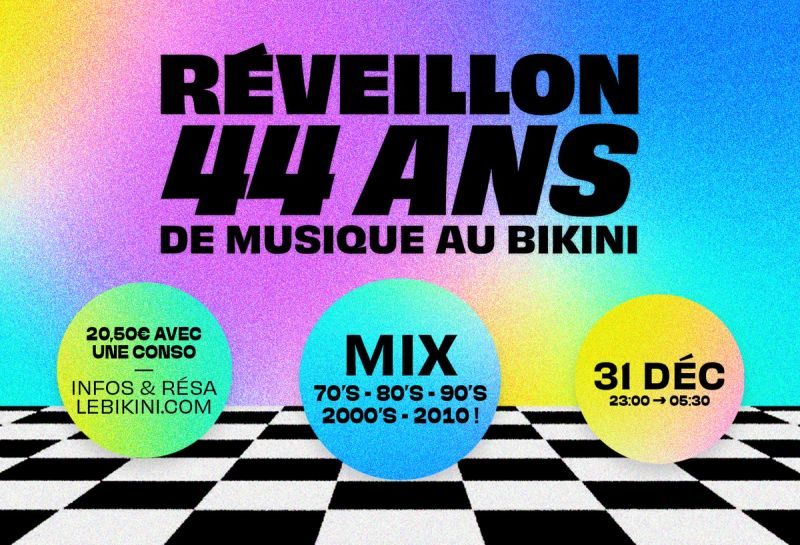 RÉVEILLON
44 ANS
DE MUSIQUE AU BIKINI
20,50€ AVEC
UNE CONSO
—
INFOS & RÉSA
LEBIKINI.COM
MIX
70'S - 80'S - 90'S
2000'S - 2010 !
31 DÉC
23:00 → 05:30